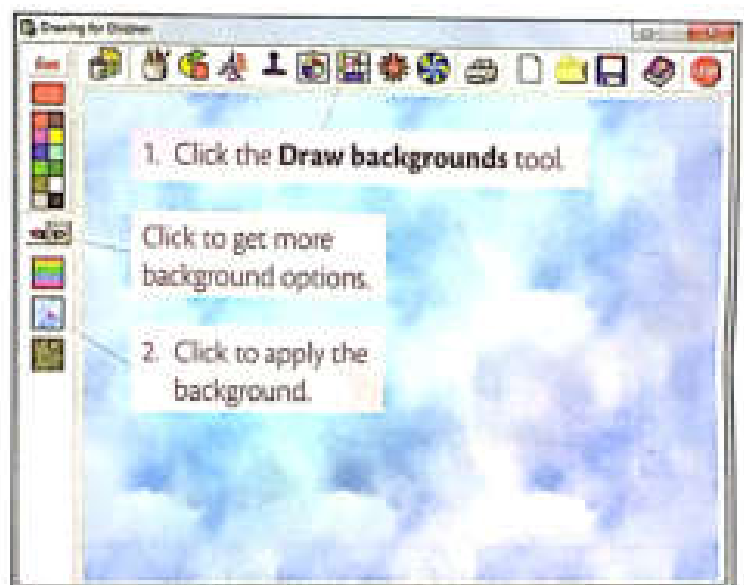 Drawing for Children
1. Click the Draw backgrounds tool.
Click to get more
background options.
2. Click to apply the
background.